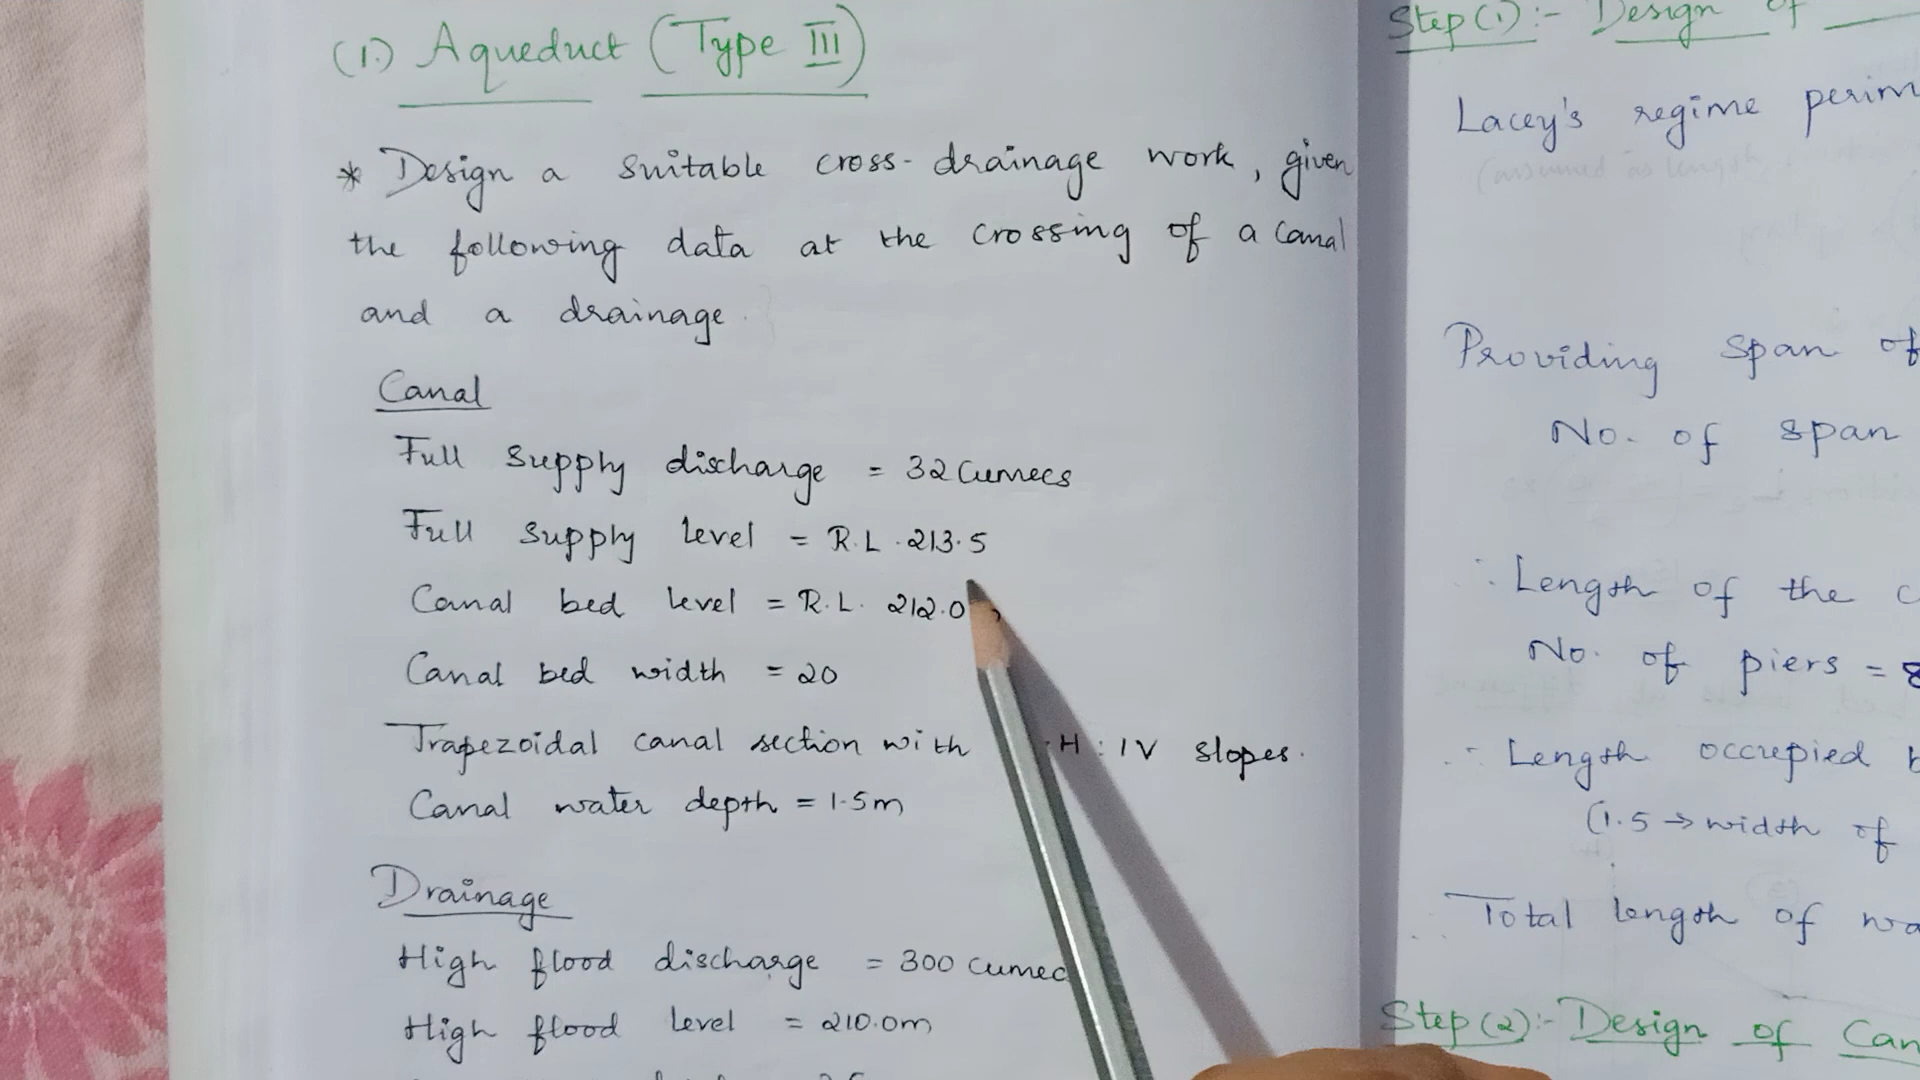 (1.) Aqueduct (Type III)
* Design a suitable cross-drainage work, given
the following data at the crossing of a canal
and a drainage.
Canal
Full supply discharge = 32 Cumecs
Full supply level = R.L. 213.5
Canal bed level = R.L. 212.0
Canal bed width = 20
Trapezoidal canal section with H : 1V slopes.
Canal water depth = 1.5m
Drainage
High flood discharge = 300 cumec
High flood level = 210.0m
Step (1) :- Design of
Lacey's regime
Providing span of
No. of span
∴ Length of the
No. of piers = 8
∴ Length occupied
(1.5 → width of
∴ Total length of
Step (2) :- Design of